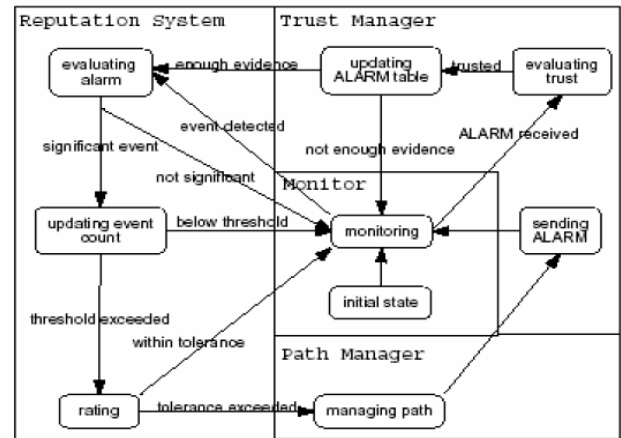 Reputation System
Trust Manager
evaluating
alarm
enough evidence
updating
ALARM table
trusted
evaluating
trust
event detected
ALARM received
significant event
not enough evidence
not significant
Monitor
updating event
count
below threshold
monitoring
sending
ALARM
initial state
threshold exceeded
within tolerance
Path Manager
rating
tolerance exceeded
managing path